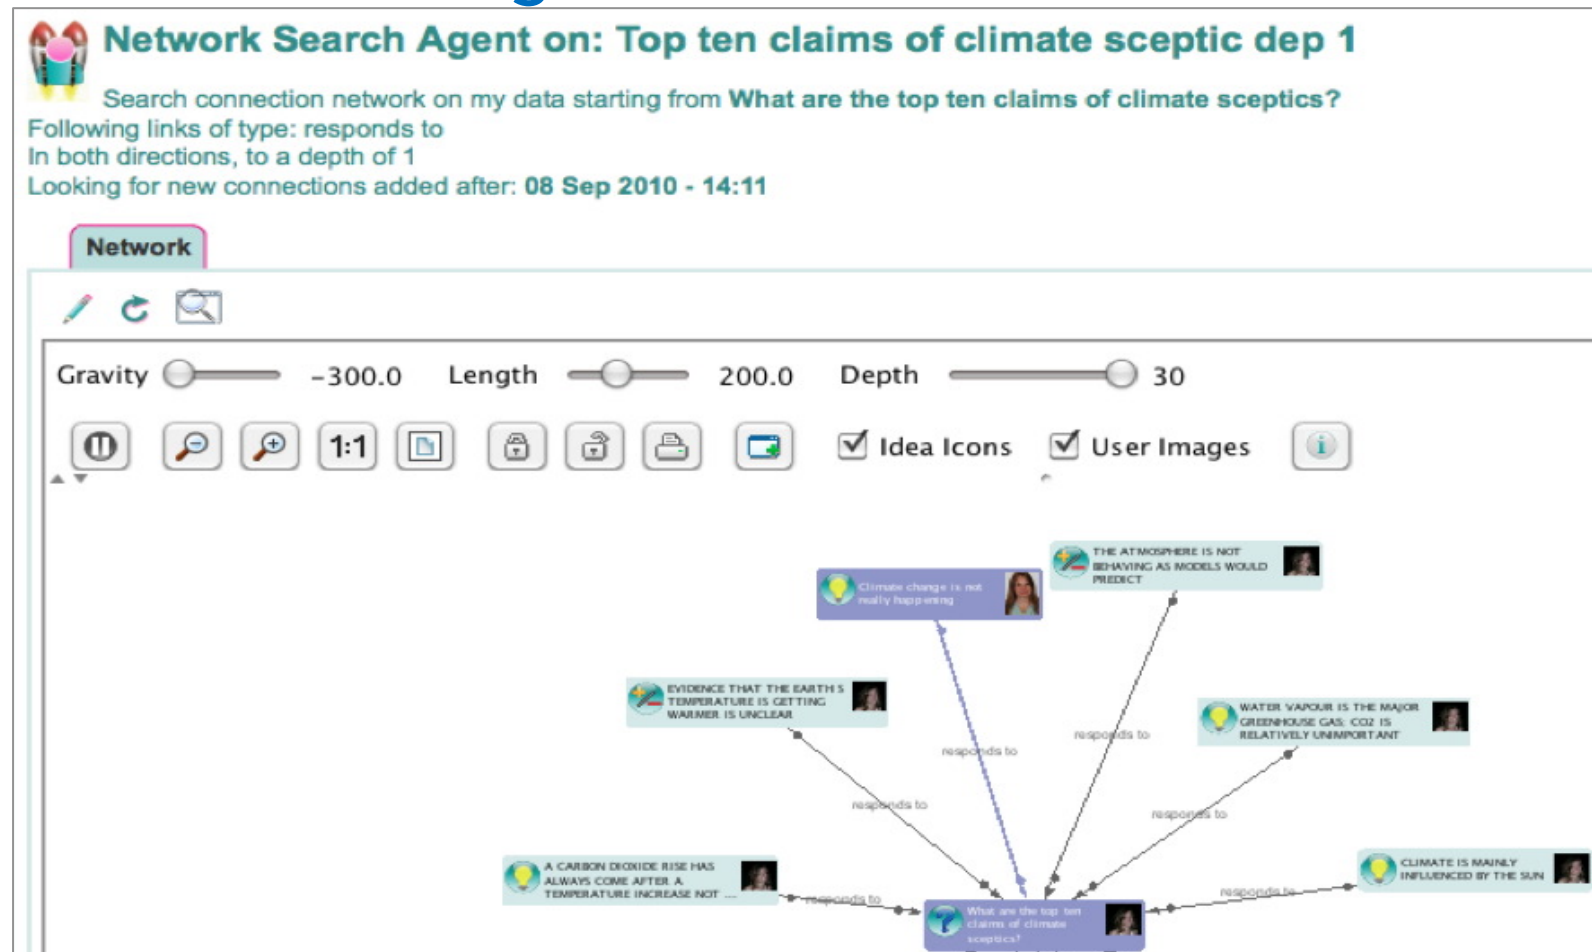 Network Search Agent on: Top ten claims of climate sceptic dep 1
Search connection network on my data starting from What are the top ten claims of climate sceptics?
Following links of type: responds to
In both directions, to a depth of 1
Looking for new connections added after: 08 Sep 2010 - 14:11
Network
Gravity -300.0 Length 200.0 Depth 30
1:1 Idea Icons User Images i
THE ATMOSPHERE IS NOT
BEHAVING AS MODELS WOULD
PREDICT
Climate change is not
really happening
EVIDENCE THAT THE EARTH S
TEMPERATURE IS GETTING
WARMER IS UNCLEAR
WATER VAPOUR IS THE MAJOR
GREENHOUSE GAS; CO2 IS
RELATIVELY UNIMPORTANT
responds to
responds to
responds to
responds to
A CARBON DIOXIDE RISE HAS
ALWAYS COME AFTER A
TEMPERATURE INCREASE NOT ...
CLIMATE IS MAINLY
INFLUENCED BY THE SUN
responds to
responds to
What are the top ten
claims of climate
sceptics?